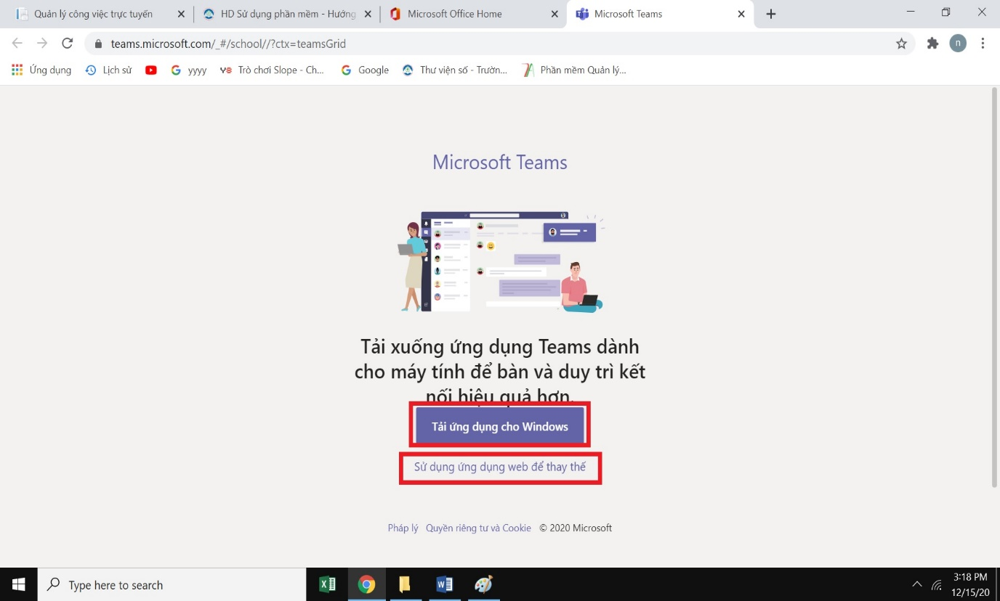 Quản lý công việc trực tuyến
HD Sử dụng phần mềm - Hướng
Microsoft Office Home
Microsoft Teams
teams.microsoft.com/_#/school//?ctx=teamsGrid
n
Ứng dụng
Lịch sử
yyyy
Trò chơi Slope - Ch...
Google
Thư viện số - Trườn...
Phần mềm Quản lý...
Microsoft Teams
Tải xuống ứng dụng Teams dành
cho máy tính để bàn và duy trì kết
nối hiệu quả hơn.
Tải ứng dụng cho Windows
Sử dụng ứng dụng web để thay thế
Pháp lý Quyền riêng tư và Cookie © 2020 Microsoft
Type here to search
3:18 PM
12/15/20